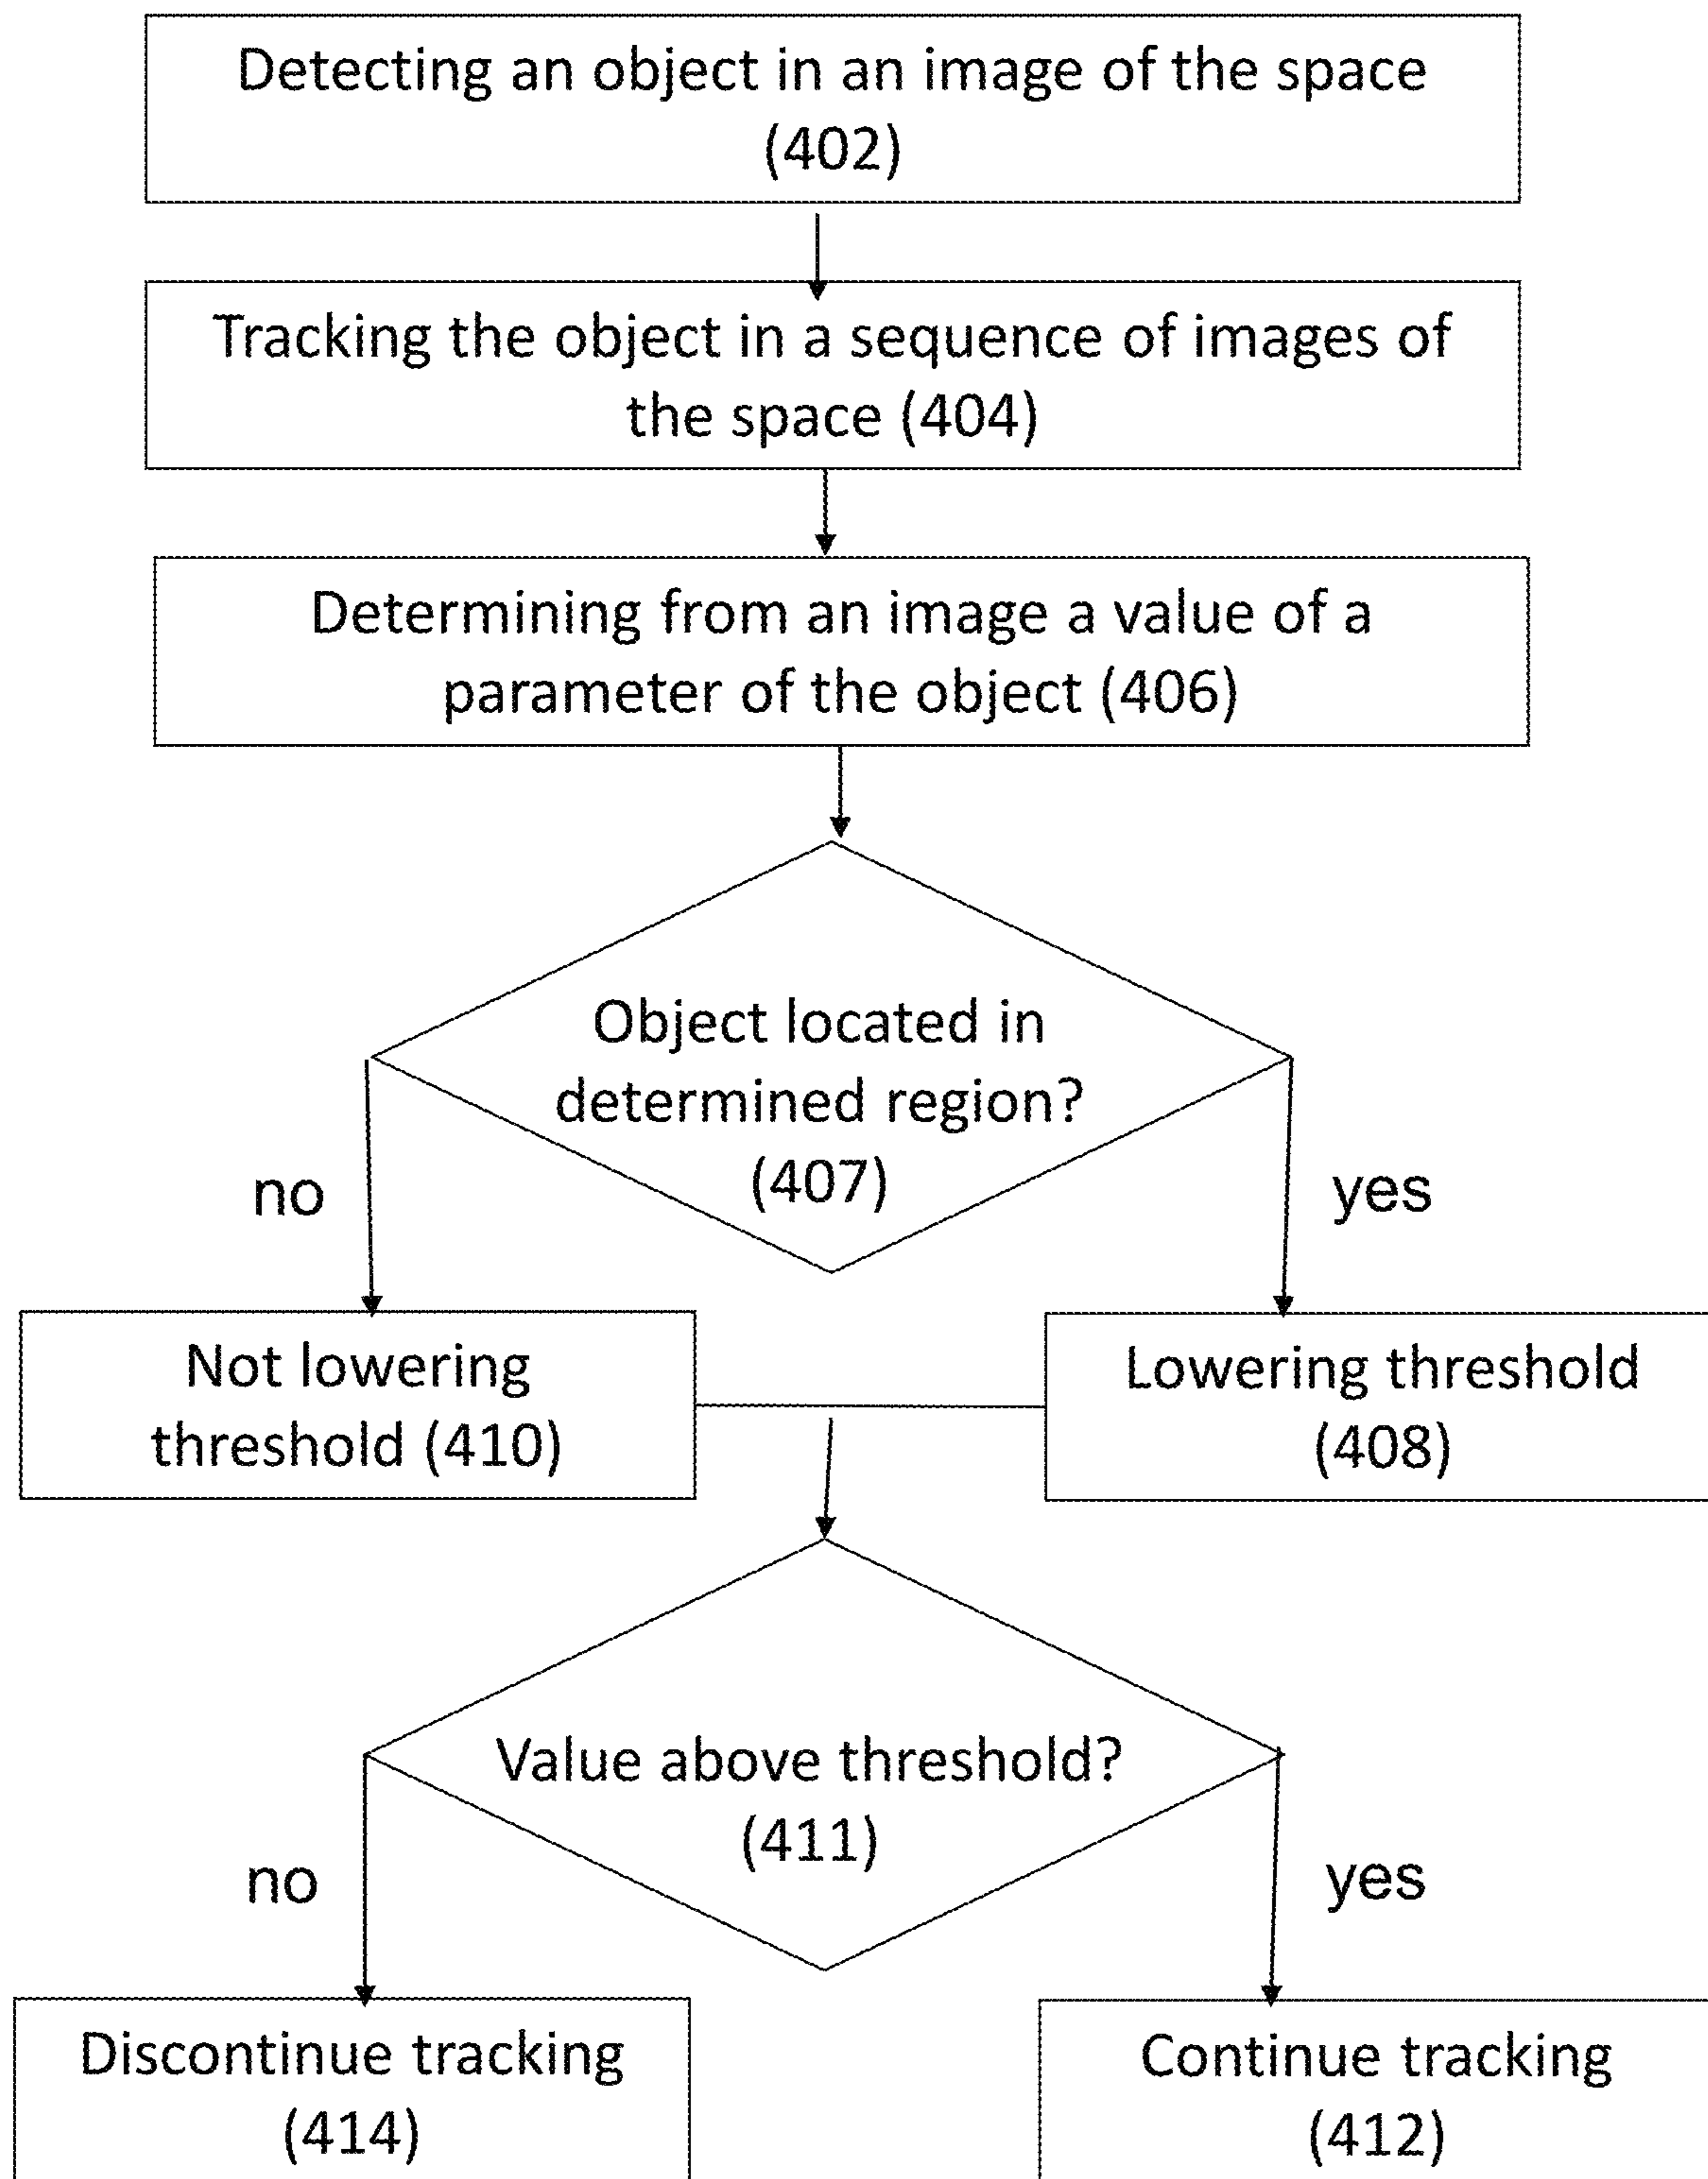 Detecting an object in an image of the space
(402)
Tracking the object in a sequence of images of
the space (404)
Determining from an image a value of a
parameter of the object (406)
Object located in
determined region?
(407)
no
yes
Not lowering
threshold (410)
Lowering threshold
(408)
Value above threshold?
(411)
no
yes
Discontinue tracking
(414)
Continue tracking
(412)